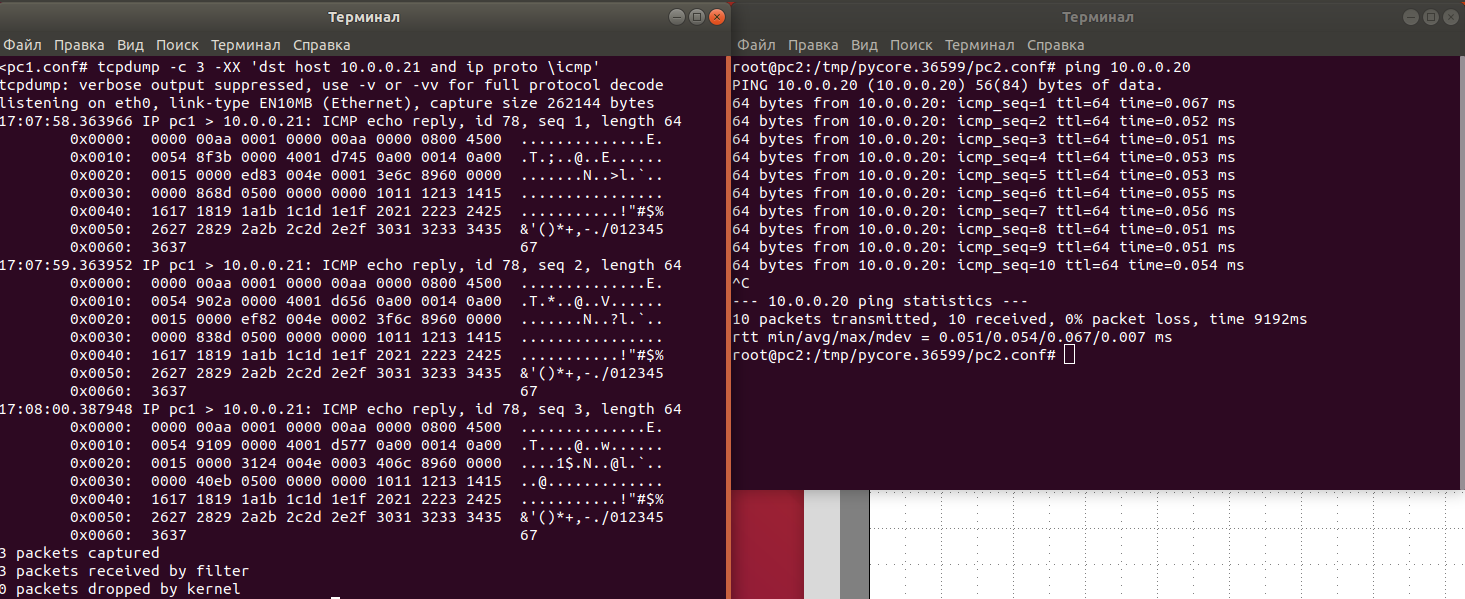 Терминал
Файл Правка Вид Поиск Терминал Справка
<pc1.conf# tcpdump -c 3 -XX 'dst host 10.0.0.21 and ip proto \icmp'
tcpdump: verbose output suppressed, use -v or -vv for full protocol decode
listening on eth0, link-type EN10MB (Ethernet), capture size 262144 bytes
17:07:58.363966 IP pc1 > 10.0.0.21: ICMP echo reply, id 78, seq 1, length 64
0x0000:  0000 00aa 0001 0000 00aa 0000 0800 4500  ..............E.
0x0010:  0054 8f3b 0000 4001 d745 0a00 0014 0a00  .T.;..@..E......
0x0020:  0015 0000 ed83 004e 0001 3e6c 8960 0000  .......N..>l.`..
0x0030:  0000 868d 0500 0000 0000 1011 1213 1415  ................
0x0040:  1617 1819 1a1b 1c1d 1e1f 2021 2223 2425  ...........!"#$%
0x0050:  2627 2829 2a2b 2c2d 2e2f 3031 3233 3435  &'()*+,-./012345
0x0060:  3637                                     67
17:07:59.363952 IP pc1 > 10.0.0.21: ICMP echo reply, id 78, seq 2, length 64
0x0000:  0000 00aa 0001 0000 00aa 0000 0800 4500  ..............E.
0x0010:  0054 902a 0000 4001 d656 0a00 0014 0a00  .T.*..@..V......
0x0020:  0015 0000 ef82 004e 0002 3f6c 8960 0000  .......N..?l.`..
0x0030:  0000 838d 0500 0000 0000 1011 1213 1415  ................
0x0040:  1617 1819 1a1b 1c1d 1e1f 2021 2223 2425  ...........!"#$%
0x0050:  2627 2829 2a2b 2c2d 2e2f 3031 3233 3435  &'()*+,-./012345
0x0060:  3637                                     67
17:08:00.387948 IP pc1 > 10.0.0.21: ICMP echo reply, id 78, seq 3, length 64
0x0000:  0000 00aa 0001 0000 00aa 0000 0800 4500  ..............E.
0x0010:  0054 9109 0000 4001 d577 0a00 0014 0a00  .T....@..w......
0x0020:  0015 0000 3124 004e 0003 406c 8960 0000  ....1$.N..@l.`..
0x0030:  0000 40eb 0500 0000 0000 1011 1213 1415  ..@.............
0x0040:  1617 1819 1a1b 1c1d 1e1f 2021 2223 2425  ...........!"#$%
0x0050:  2627 2829 2a2b 2c2d 2e2f 3031 3233 3435  &'()*+,-./012345
0x0060:  3637                                     67
3 packets captured
3 packets received by filter
0 packets dropped by kernel
Терминал
Файл Правка Вид Поиск Терминал Справка
root@pc2:/tmp/pycore.36599/pc2.conf# ping 10.0.0.20
PING 10.0.0.20 (10.0.0.20) 56(84) bytes of data.
64 bytes from 10.0.0.20: icmp_seq=1 ttl=64 time=0.067 ms
64 bytes from 10.0.0.20: icmp_seq=2 ttl=64 time=0.052 ms
64 bytes from 10.0.0.20: icmp_seq=3 ttl=64 time=0.051 ms
64 bytes from 10.0.0.20: icmp_seq=4 ttl=64 time=0.053 ms
64 bytes from 10.0.0.20: icmp_seq=5 ttl=64 time=0.053 ms
64 bytes from 10.0.0.20: icmp_seq=6 ttl=64 time=0.055 ms
64 bytes from 10.0.0.20: icmp_seq=7 ttl=64 time=0.056 ms
64 bytes from 10.0.0.20: icmp_seq=8 ttl=64 time=0.051 ms
64 bytes from 10.0.0.20: icmp_seq=9 ttl=64 time=0.051 ms
64 bytes from 10.0.0.20: icmp_seq=10 ttl=64 time=0.054 ms
^C
--- 10.0.0.20 ping statistics ---
10 packets transmitted, 10 received, 0% packet loss, time 9192ms
rtt min/avg/max/mdev = 0.051/0.054/0.067/0.007 ms
root@pc2:/tmp/pycore.36599/pc2.conf#